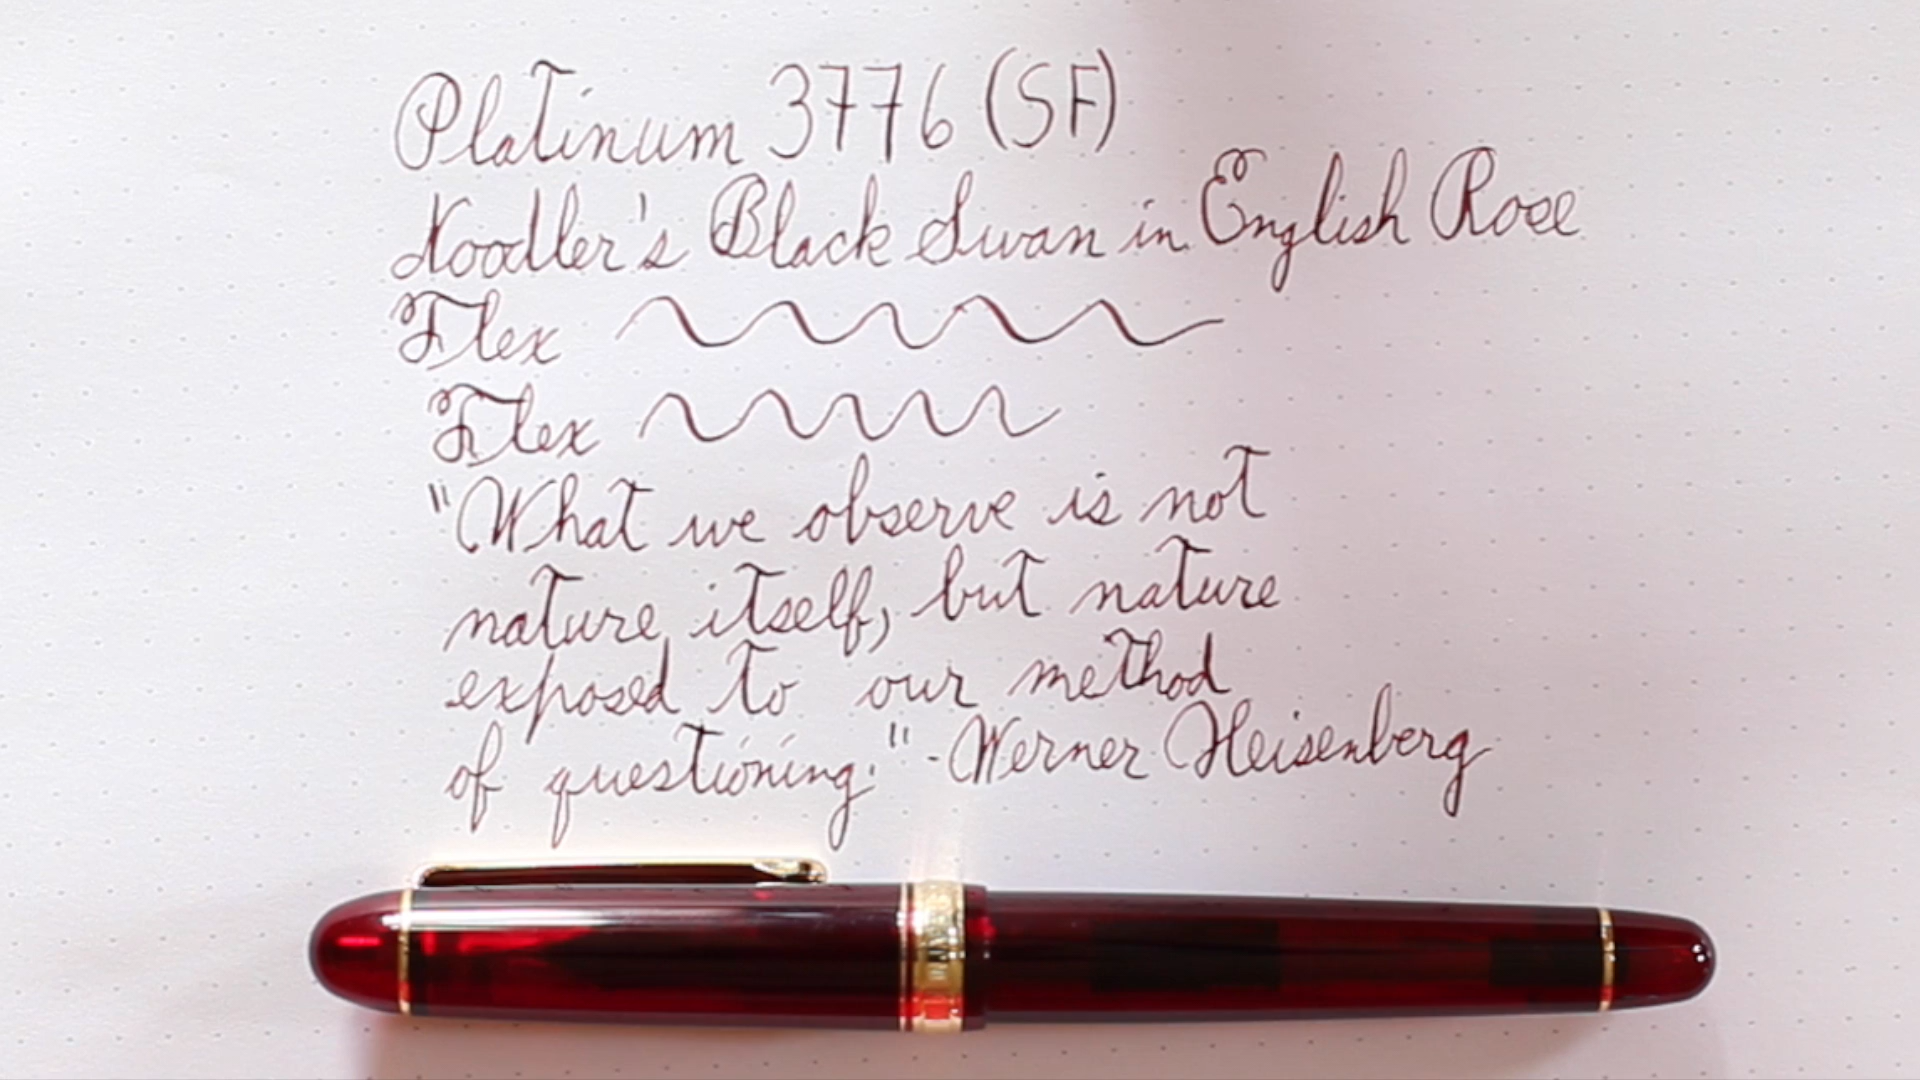 Platinum 3776 (SF)
Noodler's Black Swan in English Rose
Flex
Flex
"What we observe is not
nature itself, but nature
exposed to our method
of questioning." - Werner Heisenberg